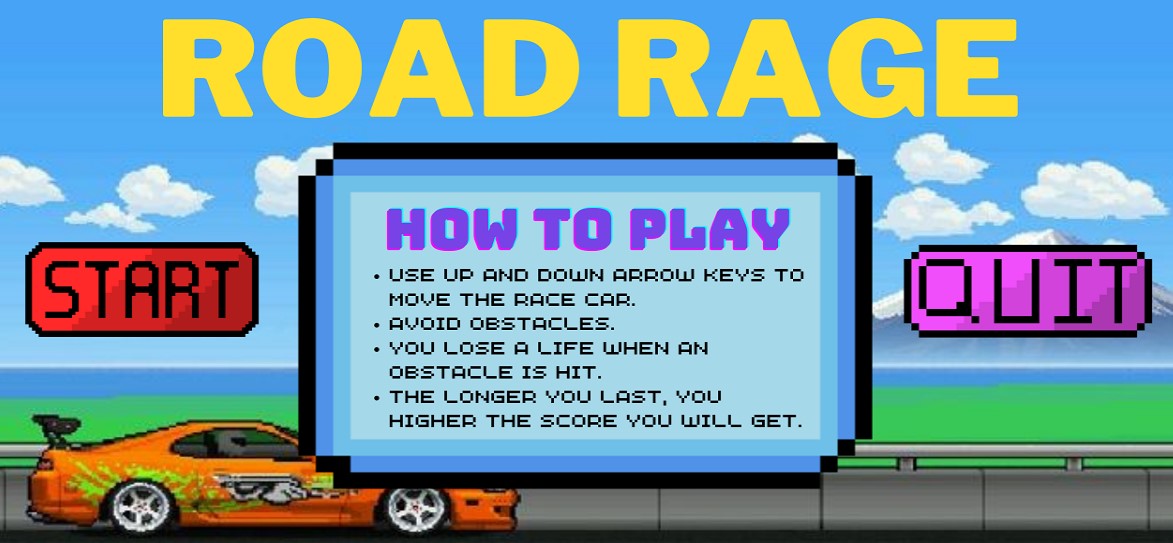 ROAD RAGE
START
HOW TO PLAY
• USE UP AND DOWN ARROW KEYS TO
MOVE THE RACE CAR.
• AVOID OBSTACLES.
• YOU LOSE A LIFE WHEN AN
OBSTACLE IS HIT.
• THE LONGER YOU LAST, YOU
HIGHER THE SCORE YOU WILL GET.
QUIT